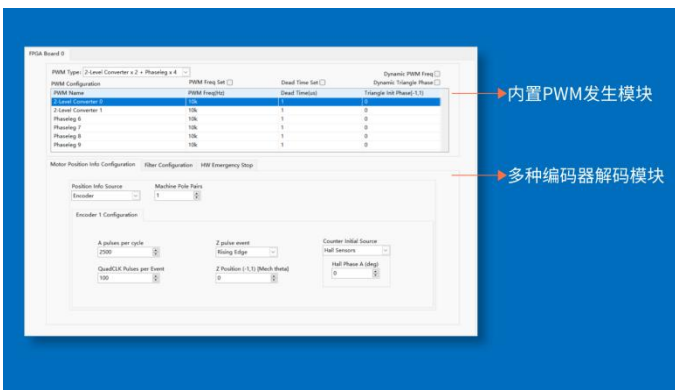 FPGA Board 0
PWM Type: 2-Level Converter x 2 + Phaseleg x 4
Dynamic PWM Freq
PWM Configuration PWM Freq Set Dead Time Set Dynamic Triangle Phase
PWM Name PWM Freq(Hz) Dead Time(us) Triangle Init Phase[-1,1)
2-Level Converter 0 10k 1 0
2-Level Converter 1 10k 1 0
Phaseleg 6 10k 1 0
Phaseleg 7 10k 1 0
Phaseleg 8 10k 1 0
Phaseleg 9 10k 1 0
内置PWM发生模块
Motor Position Info Configuration Filter Configuration HW Emergency Stop
多种编码器解码模块
Position Info Source Machine Pole Pairs
Encoder 1
Encoder 1 Configuration
A pulses per cycle Z pulse event Counter Initial Source
2500 Rising Edge Hall Sensors
QuadCLK Pulses per Event Z Position (-1,1) [Mech theta] Hall Phase A (deg)
100 0 0